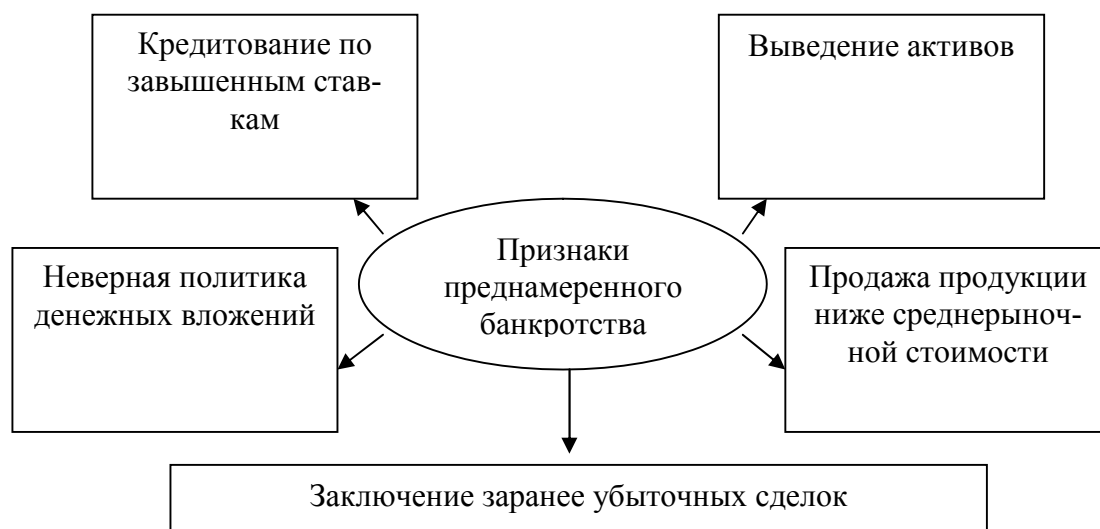 Кредитование по
завышенным став-
кам
Выведение активов
Признаки
преднамеренного
банкротства
Неверная политика
денежных вложений
Продажа продукции
ниже среднерыноч-
ной стоимости
Заключение заранее убыточных сделок